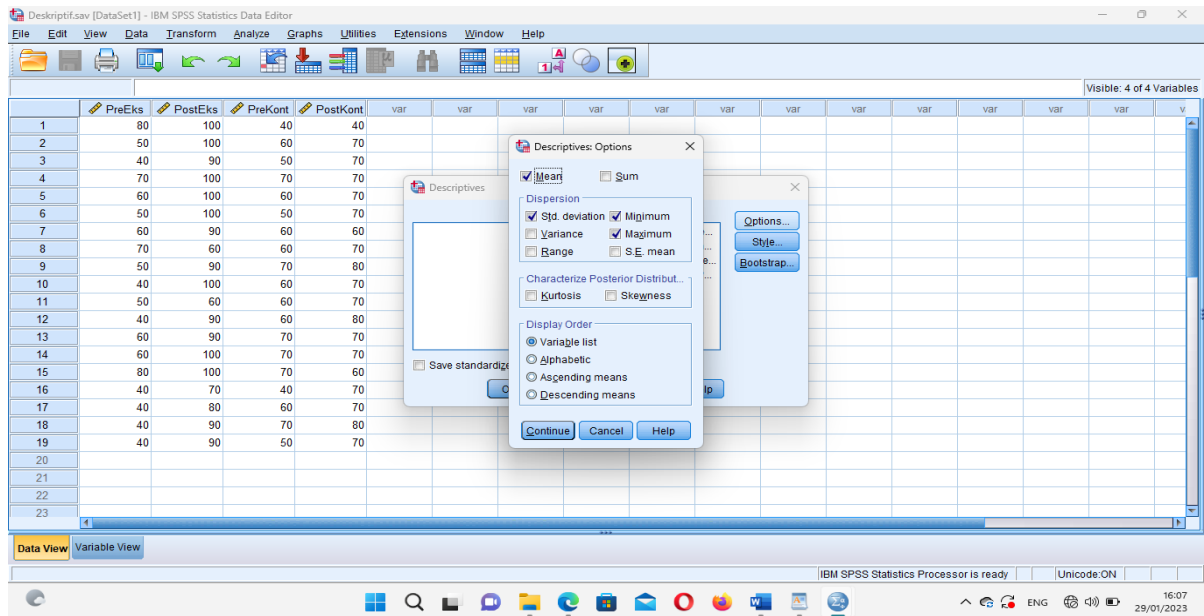 Deskriptif.sav [DataSet1] - IBM SPSS Statistics Data Editor
File Edit View Data Transform Analyze Graphs Utilities Extensions Window Help
Visible: 4 of 4 Variables
PreEks PostEks PreKont PostKont var var var var var var var var var var var var v
1 80 100 40 40
2 50 100 60 70
3 40 90 50 70
4 70 100 70 70
5 60 100 60 70
6 50 100 50 70
7 60 90 60 60
8 70 60 60 70
9 50 90 70 80
10 40 100 60 70
11 50 60 60 70
12 40 90 60 80
13 60 90 70 70
14 60 100 70 70
15 80 100 70 60
16 40 70 40 70
17 40 80 60 70
18 40 90 70 80
19 40 90 50 70
20
21
22
23
Descriptives
Options...
Style...
Bootstrap...
Save standardize
Descriptives: Options
Mean Sum
Dispersion
Std. deviation Minimum
Variance Maximum
Range S.E. mean
Characterize Posterior Distribut...
Kurtosis Skewness
Display Order
Variable list
Alphabetic
Ascending means
Descending means
Continue Cancel Help
Data View Variable View
IBM SPSS Statistics Processor is ready Unicode:ON
ENG 16:07
29/01/2023